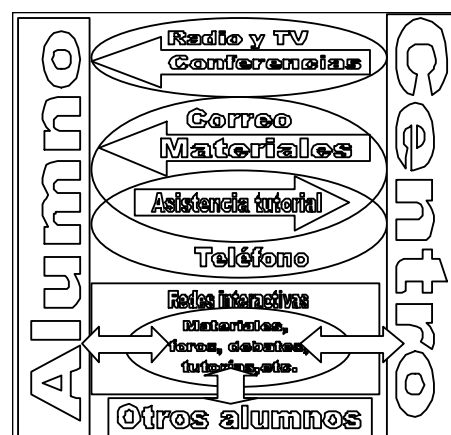 Alumno
Radio y TV
Conferencias
Correo
Materiales
Asistencia tutorial
Teléfono
Redes interactivas
Materiales,
foros, debates,
tutorías,etc.
Otros alumnos
Centro